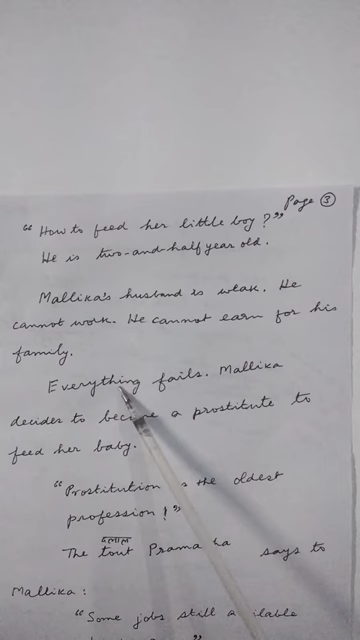 Page ③
" How to feed her little boy ? "
He is two-and-half year old.
Mallika's husband is weak. He
cannot work. He cannot earn for his
family.
Everything fails. Mallika
decides to become a prostitute to
feed her baby.
"Prostitution is the oldest
profession ! "
দালাল
The tout Prama ha says to
Mallika :
"Some jobs still a ilable